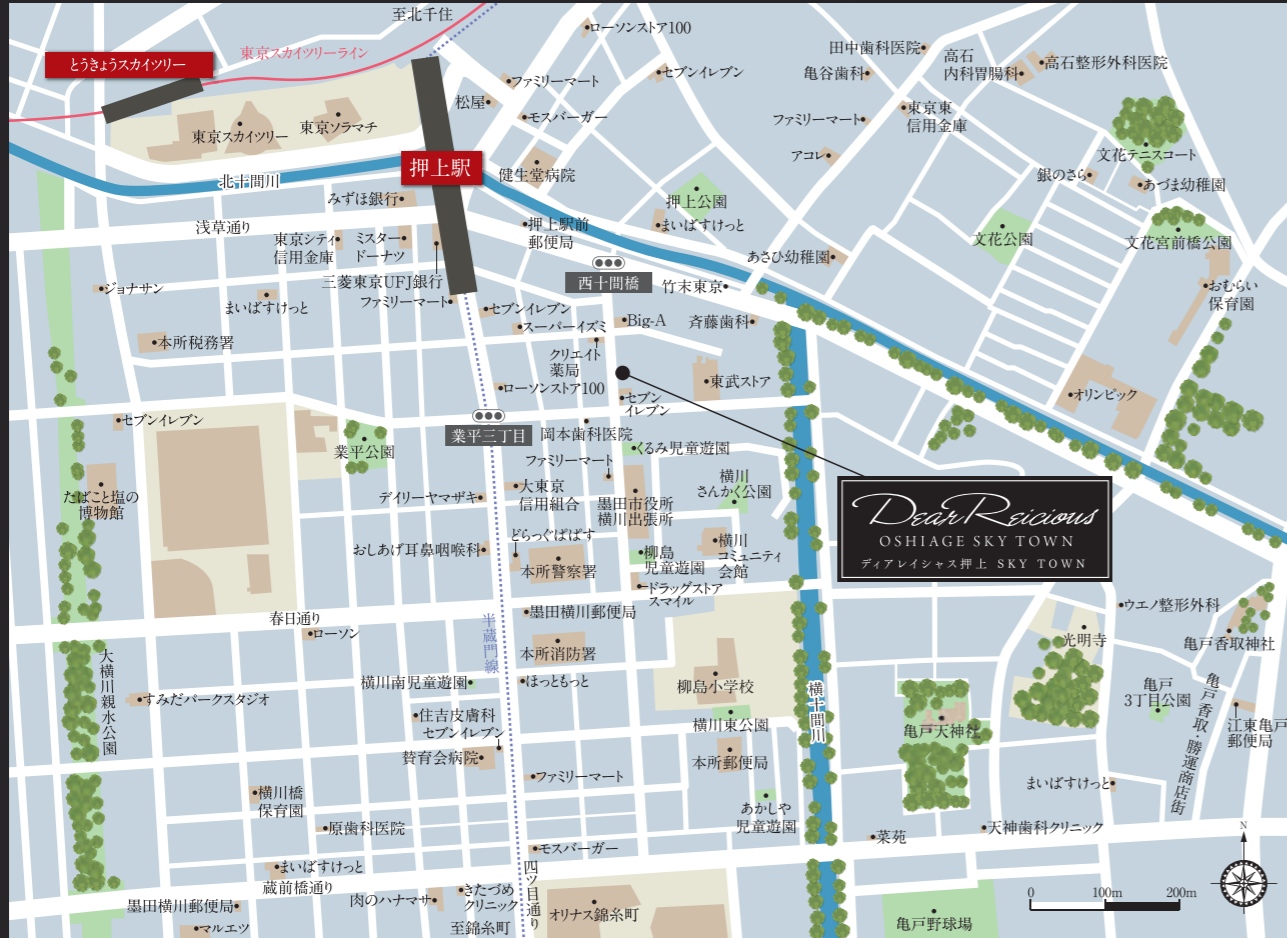 至北千住
ローソンストア100
東京スカイツリーライン
とうきょうスカイツリー
田中歯科医院
高石
内科胃腸科
高石整形外科医院
亀谷歯科
ファミリーマート
セブンイレブン
松屋
モスバーガー
東京スカイツリー
東京ソラマチ
ファミリーマート
東京東
信用金庫
アコレ
文花テニスコート
押上駅
健生堂病院
北十間川
銀のさら
あづま幼稚園
みずほ銀行
押上公園
浅草通り
押上駅前
郵便局
まいばすけっと
東京シティ
信用金庫
ミスター
ドーナツ
文花公園
文花宮前橋公園
あさひ幼稚園
西十間橋
竹末東京
三菱東京UFJ銀行
ファミリーマート
ジョナサン
まいばすけっと
おむらい
保育園
セブンイレブン
スーパーイズミ
Big-A
斉藤歯科
本所税務署
クリエイト
薬局
ローソンストア100
東武ストア
セブン
イレブン
オリンピック
セブンイレブン
業平三丁目
岡本歯科医院
業平公園
くるみ児童遊園
ファミリーマート
横川
さんかく公園
たばこと塩の
博物館
デイリーヤマザキ
大東京
信用組合
墨田市役所
横川出張所
Dear Reicious
OSHIAGE SKY TOWN
ディアレイシャス押上 SKY TOWN
どらっぐぱぱす
おしあげ耳鼻咽喉科
本所警察署
柳島
児童遊園
横川
コミュニティ
会館
ドラッグストア
スマイル
春日通り
ローソン
半蔵門線
墨田横川郵便局
ウエノ整形外科
光明寺
亀戸香取神社
本所消防署
大横川親水公園
すみだパークスタジオ
横川南児童遊園
ほっともっと
柳島小学校
横十間川
亀戸
3丁目公園
亀戸香取・勝運商店街
江東亀戸
郵便局
住吉皮膚科
セブンイレブン
横川東公園
亀戸天神社
賛育会病院
本所郵便局
ファミリーマート
まいばすけっと
横川橋
保育園
あかしや
児童遊園
原歯科医院
菜苑
天神歯科クリニック
モスバーガー
まいばすけっと
蔵前橋通り
四ツ目通り
墨田横川郵便局
肉のハナマサ
きたづめ
クリニック
オリナス錦糸町
マルエツ
至錦糸町
亀戸野球場
N
0 100m 200m